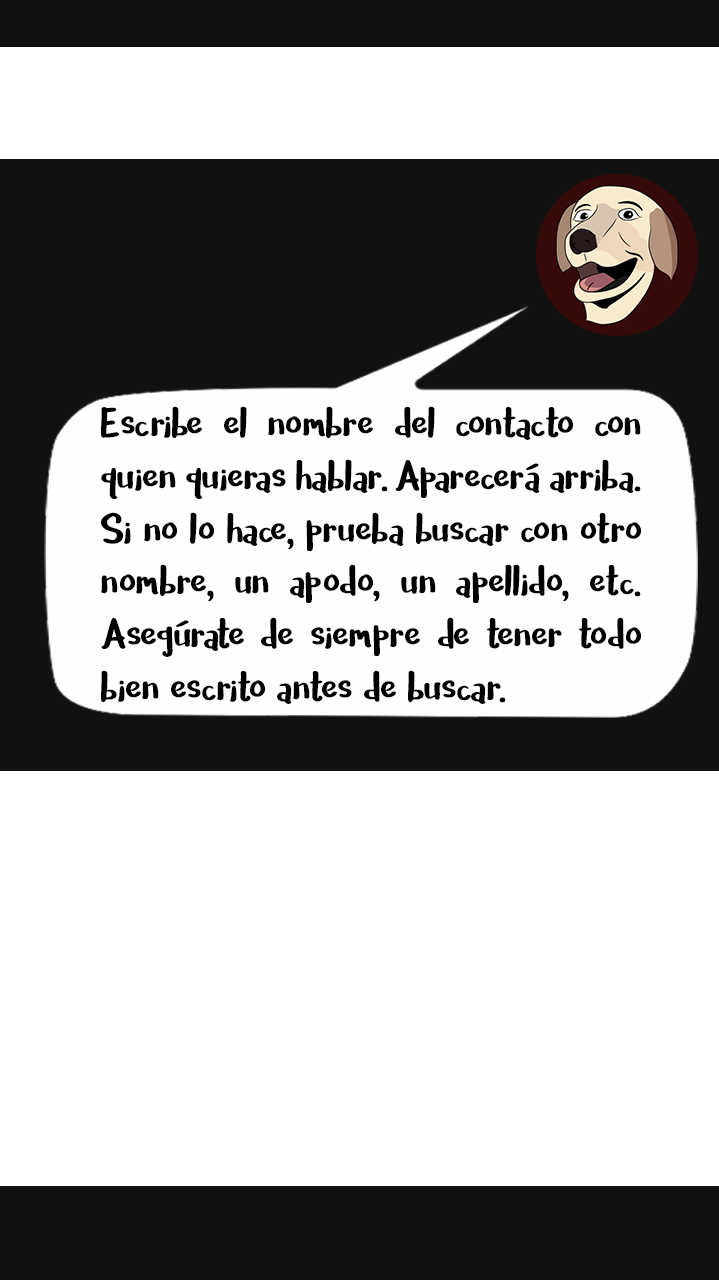 Escribe el nombre del contacto con
quien quieras hablar. Aparecerá arriba.
Si no lo hace, prueba buscar con otro
nombre, un apodo, un apellido, etc.
Asegúrate de siempre de tener todo
bien escrito antes de buscar.